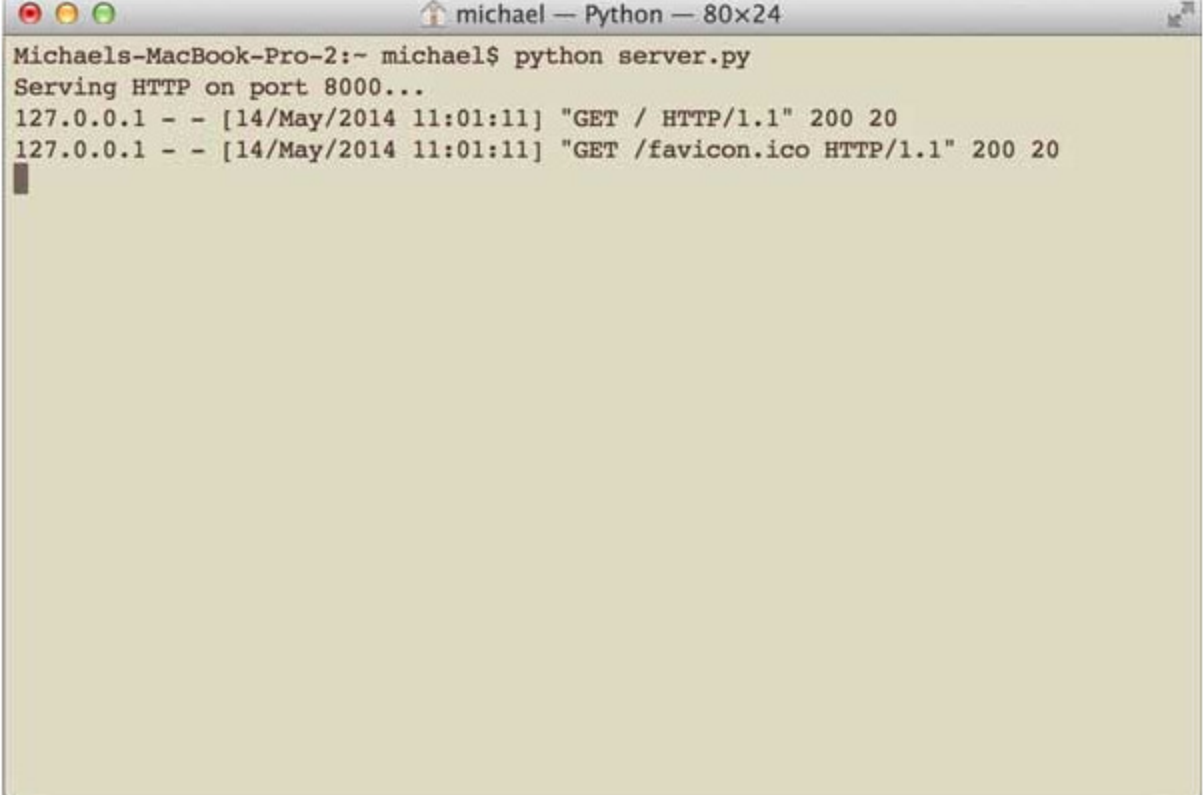 michael — Python — 80×24
Michaels-MacBook-Pro-2:~ michael$ python server.py
Serving HTTP on port 8000...
127.0.0.1 - - [14/May/2014 11:01:11] "GET / HTTP/1.1" 200 20
127.0.0.1 - - [14/May/2014 11:01:11] "GET /favicon.ico HTTP/1.1" 200 20